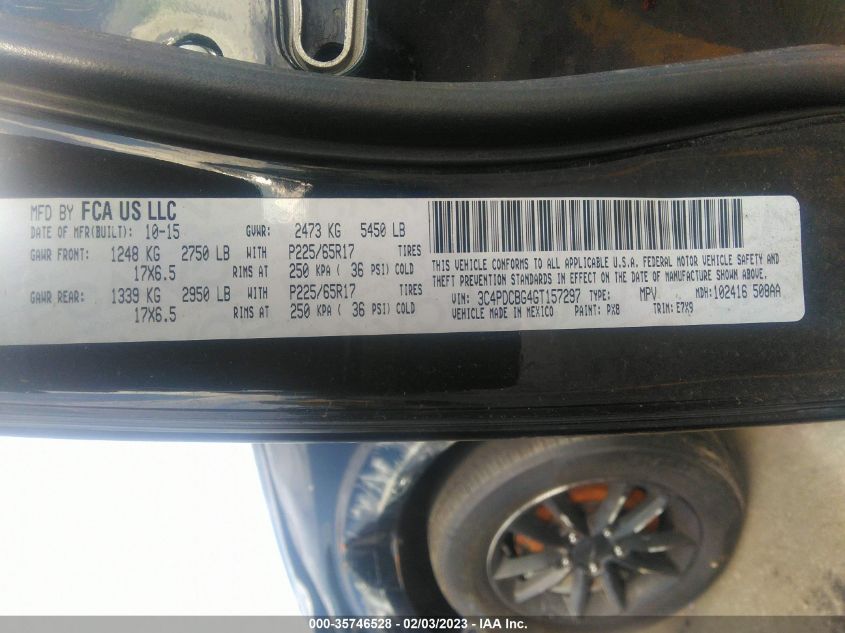 MFD BY FCA US LLC
DATE OF MFR(BUILT): 10-15 GVWR: 2473 KG 5450 LB
GAWR FRONT: 1248 KG 2750 LB WITH P225/65R17 TIRES
17X6.5 RIMS AT 250 KPA ( 36 PSI) COLD
GAWR REAR: 1339 KG 2950 LB WITH P225/65R17 TIRES
17X6.5 RIMS AT 250 KPA ( 36 PSI) COLD
THIS VEHICLE CONFORMS TO ALL APPLICABLE U.S.A. FEDERAL MOTOR VEHICLE SAFETY AND
THEFT PREVENTION STANDARDS IN EFFECT ON THE DATE OF MANUFACTURE SHOWN ABOVE.
VIN: 3C4PDCBG4GT157297 TYPE: MPV MDH: 102416 508AA
VEHICLE MADE IN MEXICO PAINT: PX8 TRIM: E7X9
000-35746528 - 02/03/2023 - IAA Inc.